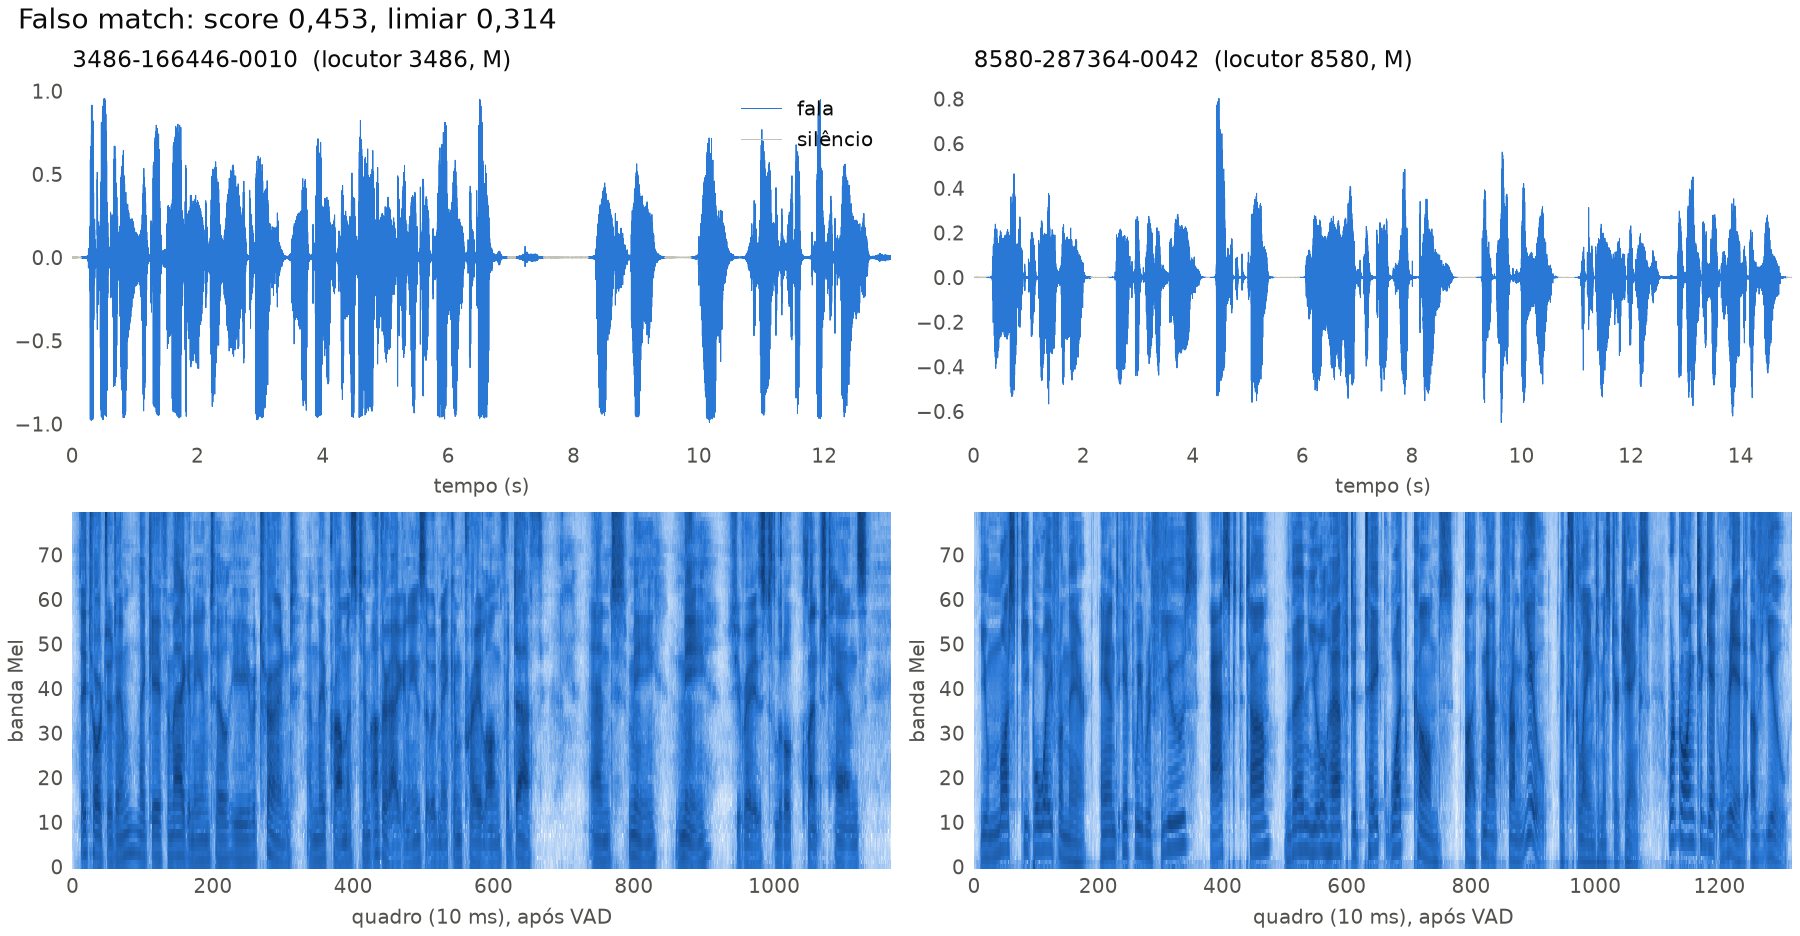 Falso match: score 0,453, limiar 0,314
3486-166446-0010  (locutor 3486, M)
1.0
0.5
0.0
−0.5
−1.0
fala
silêncio
0 2 4 6 8 10 12
tempo (s)
8580-287364-0042  (locutor 8580, M)
0.8
0.6
0.4
0.2
0.0
−0.2
−0.4
−0.6
0 2 4 6 8 10 12 14
tempo (s)
banda Mel
70
60
50
40
30
20
10
0
0 200 400 600 800 1000
quadro (10 ms), após VAD
banda Mel
70
60
50
40
30
20
10
0
0 200 400 600 800 1000 1200
quadro (10 ms), após VAD